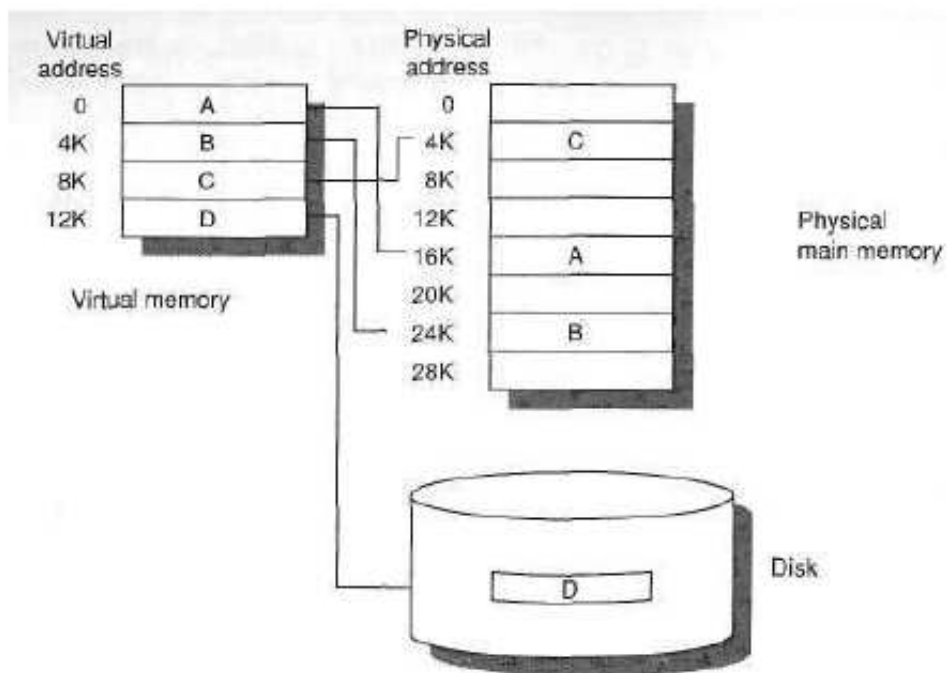 Virtual address
0 A
4K B
8K C
12K D
Virtual memory
Physical address
0
4K C
8K
12K
16K A
20K
24K B
28K
Physical main memory
Disk
D